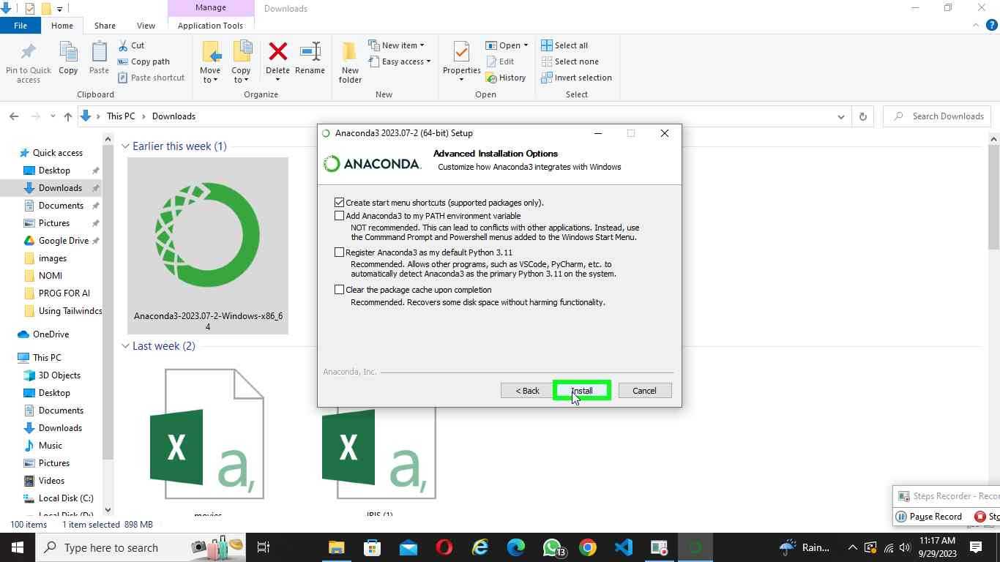 Manage
Downloads
File
Home
Share
View
Application Tools
Pin to Quick access
Copy
Paste
Cut
Copy path
Paste shortcut
Clipboard
Move to
Copy to
Delete
Rename
Organize
New folder
New item
Easy access
New
Properties
Open
Edit
History
Open
Select all
Select none
Invert selection
Select
This PC
Downloads
Search Downloads
Quick access
Desktop
Downloads
Documents
Pictures
Google Drive
images
NOMI
PROG FOR AI
Using Tailwindcs
OneDrive
This PC
3D Objects
Desktop
Documents
Downloads
Music
Pictures
Videos
Local Disk (C:)
Local Disk (D:)
Earlier this week (1)
Anaconda3-2023.07-2-Windows-x86_6
4
Last week (2)
movies
IRIS (1)
Anaconda3 2023.07-2 (64-bit) Setup
ANACONDA.
Advanced Installation Options
Customize how Anaconda3 integrates with Windows
Create start menu shortcuts (supported packages only).
Add Anaconda3 to my PATH environment variable
NOT recommended. This can lead to conflicts with other applications. Instead, use
the Commmand Prompt and Powershell menus added to the Windows Start Menu.
Register Anaconda3 as my default Python 3.11
Recommended. Allows other programs, such as VSCode, PyCharm, etc. to
automatically detect Anaconda3 as the primary Python 3.11 on the system.
Clear the package cache upon completion
Recommended. Recovers some disk space without harming functionality.
Anaconda, Inc.
< Back
Install
Cancel
Steps Recorder - Recor
Pause Record
Sto
100 items
1 item selected 898 MB
Type here to search
13
Rain...
11:17 AM
9/29/2023